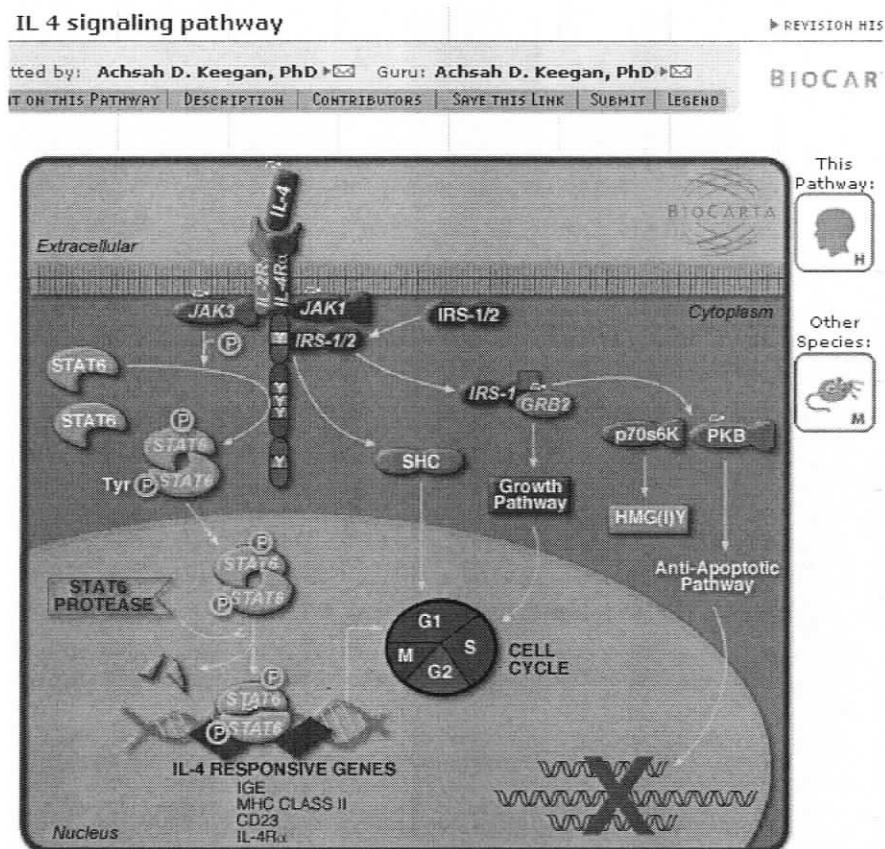 IL 4 signaling pathway
REVISION HIS
tted by: Achsah D. Keegan, PhD Guru: Achsah D. Keegan, PhD
BIOCAR
NT ON THIS PATHWAY | DESCRIPTION | CONTRIBUTORS | SAVE THIS LINK | SUBMIT | LEGEND
This
Pathway:
H
Other
Species:
M
IL-4
BIOCARTA
Extracellular
IL-2Rγ
IL-4Rα
JAK3
JAK1
IRS-1/2
Cytoplasm
P
Y
IRS-1/2
STAT6
STAT6
Y
Y
Y
Y
IRS-1
GRB2
p70s6K
PKB
P
STAT6
Tyr P STAT6
SHC
Growth
Pathway
HMG(I)Y
P
STAT6
P STAT6
STAT6
PROTEASE
Anti-Apoptotic
Pathway
G1
S
M
G2
CELL
CYCLE
P
STAT6
P STAT6
IL-4 RESPONSIVE GENES
IGE
MHC CLASS II
CD23
IL-4Rα
Nucleus